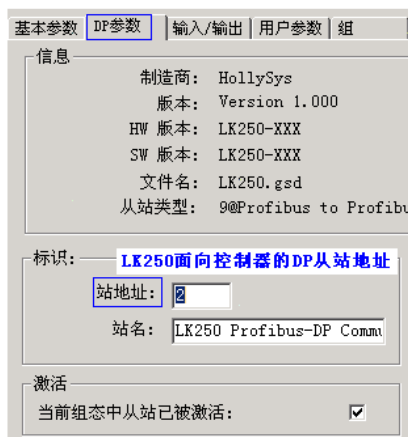 基本参数 DP参数 输入/输出 用户参数 组
信息
制造商: HollySys
版本: Version 1.000
HW 版本: LK250-XXX
SW 版本: LK250-XXX
文件名: LK250.gsd
从站类型: 9@Profibus to Profibu
标识: LK250面向控制器的DP从站地址
站地址: 2
站名: LK250 Profibus-DP Commu
激活
当前组态中从站已被激活: